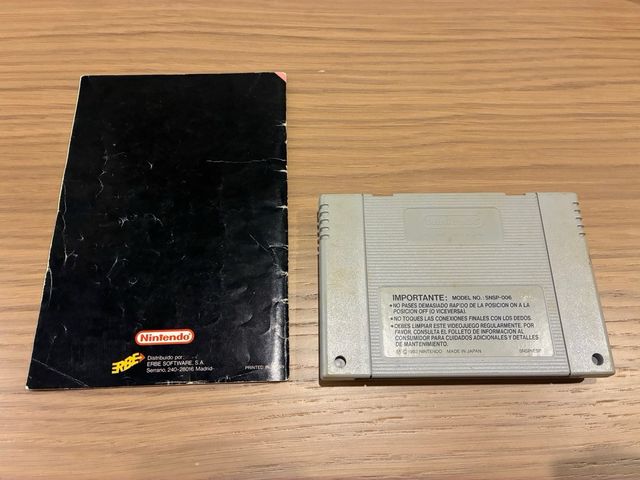 Nintendo
ERBE
Distribuido por:
ERBE SOFTWARE, S.A.
Serrano, 240-28016 Madrid
PRINTED IN
IMPORTANTE: MODEL NO.: SNSP-006
•NO PASES DEMASIADO RAPIDO DE LA POSICION ON A LA
POSICION OFF (O VICEVERSA).
•NO TOQUES LAS CONEXIONES FINALES CON LOS DEDOS.
•DEBES LIMPIAR ESTE VIDEOJUEGO REGULARMENTE. POR
FAVOR, CONSULTA EL FOLLETO DE INFORMACION AL
CONSUMIDOR PARA CUIDADOS ADICIONALES Y DETALLES
DE MANTENIMIENTO.
© 1992 NINTENDO MADE IN JAPAN